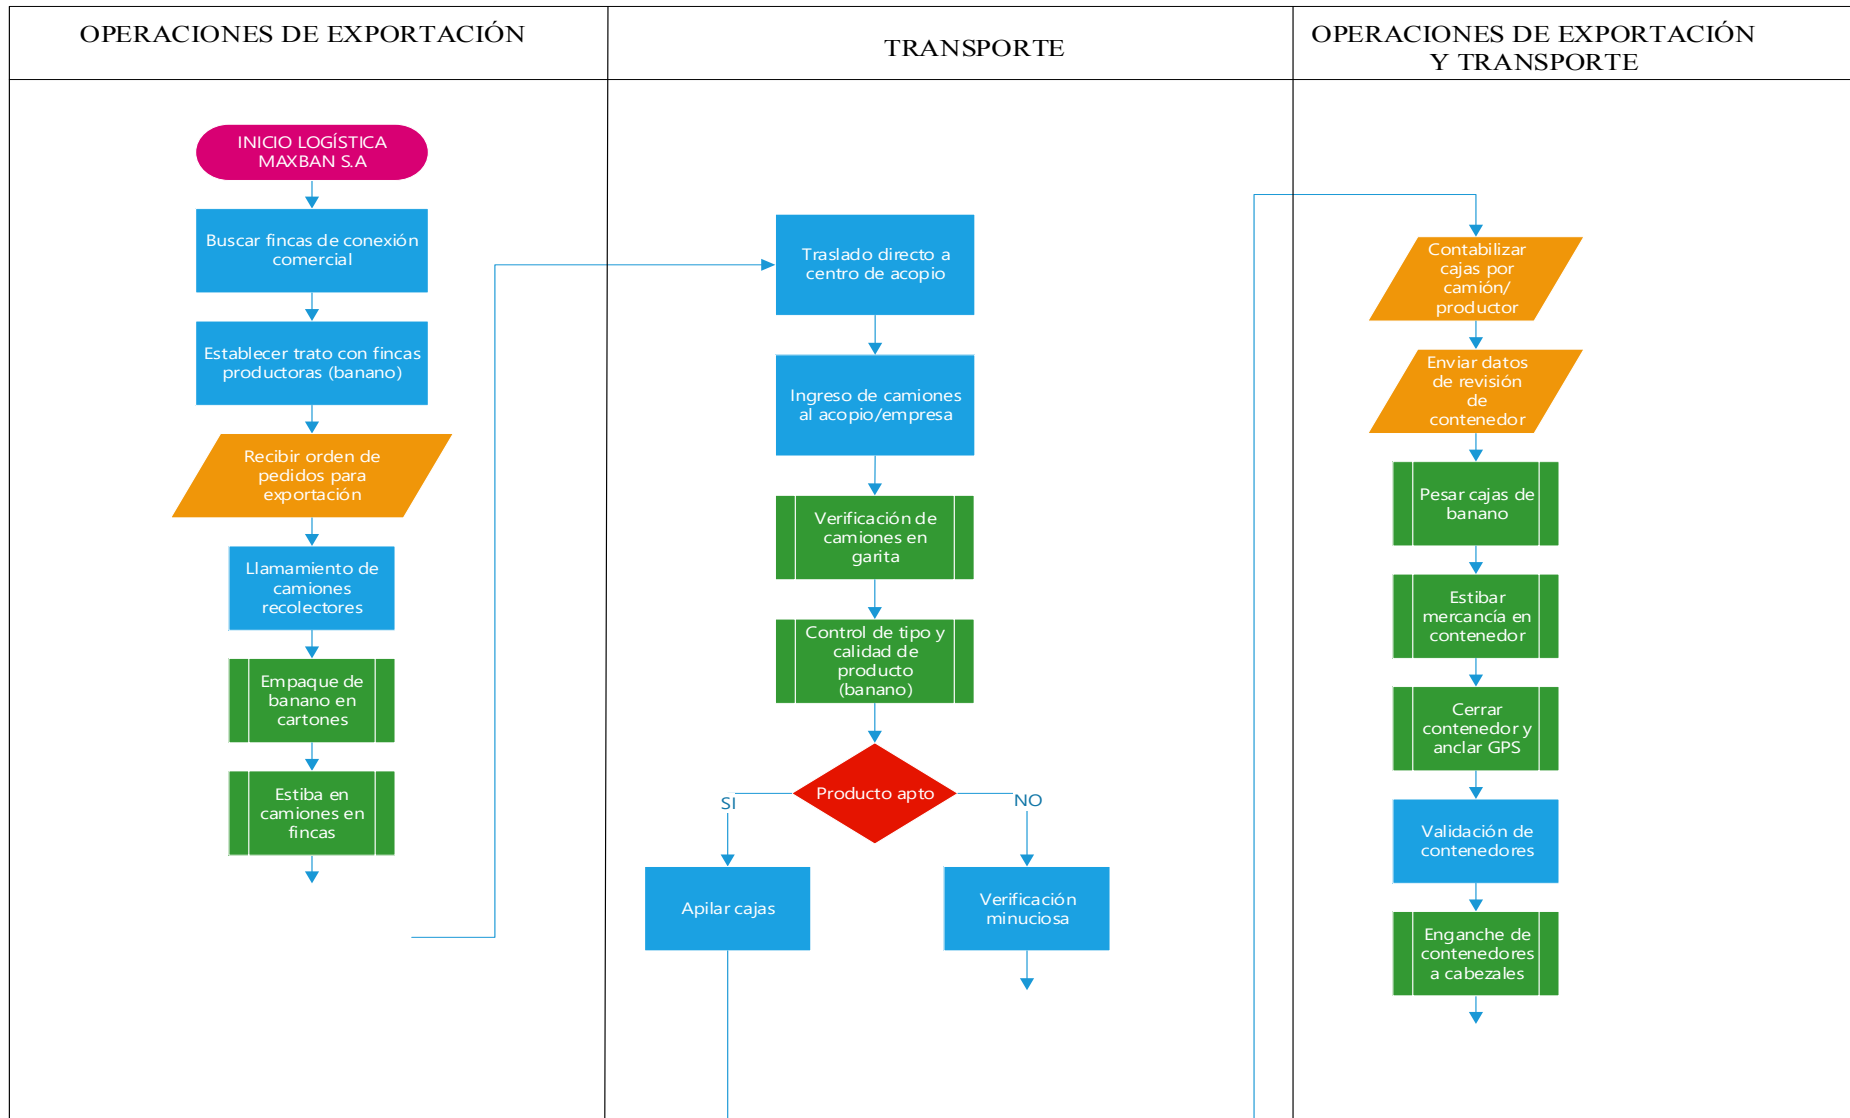 OPERACIONES DE EXPORTACIÓN
TRANSPORTE
OPERACIONES DE EXPORTACIÓN
Y TRANSPORTE
INICIO LOGÍSTICA
MAXBAN S.A
Buscar fincas de conexión
comercial
Establecer trato con fincas
productoras (banano)
Recibir orden de
pedidos para
exportación
Llamamiento de
camiones
recolectores
Empaque de
banano en
cartones
Estiba en
camiones en
fincas
Traslado directo a
centro de acopio
Ingreso de camiones
al acopio/empresa
Verificación de
camiones en
garita
Control de tipo y
calidad de
producto
(banano)
Producto apto
SI
NO
Apilar cajas
Verificación
minuciosa
Contabilizar
cajas por
camión/
productor
Enviar datos
de revisión
de
contenedor
Pesar cajas de
banano
Estibar
mercancía en
contenedor
Cerrar
contenedor y
anclar GPS
Validación de
contenedores
Enganche de
contenedores
a cabezales